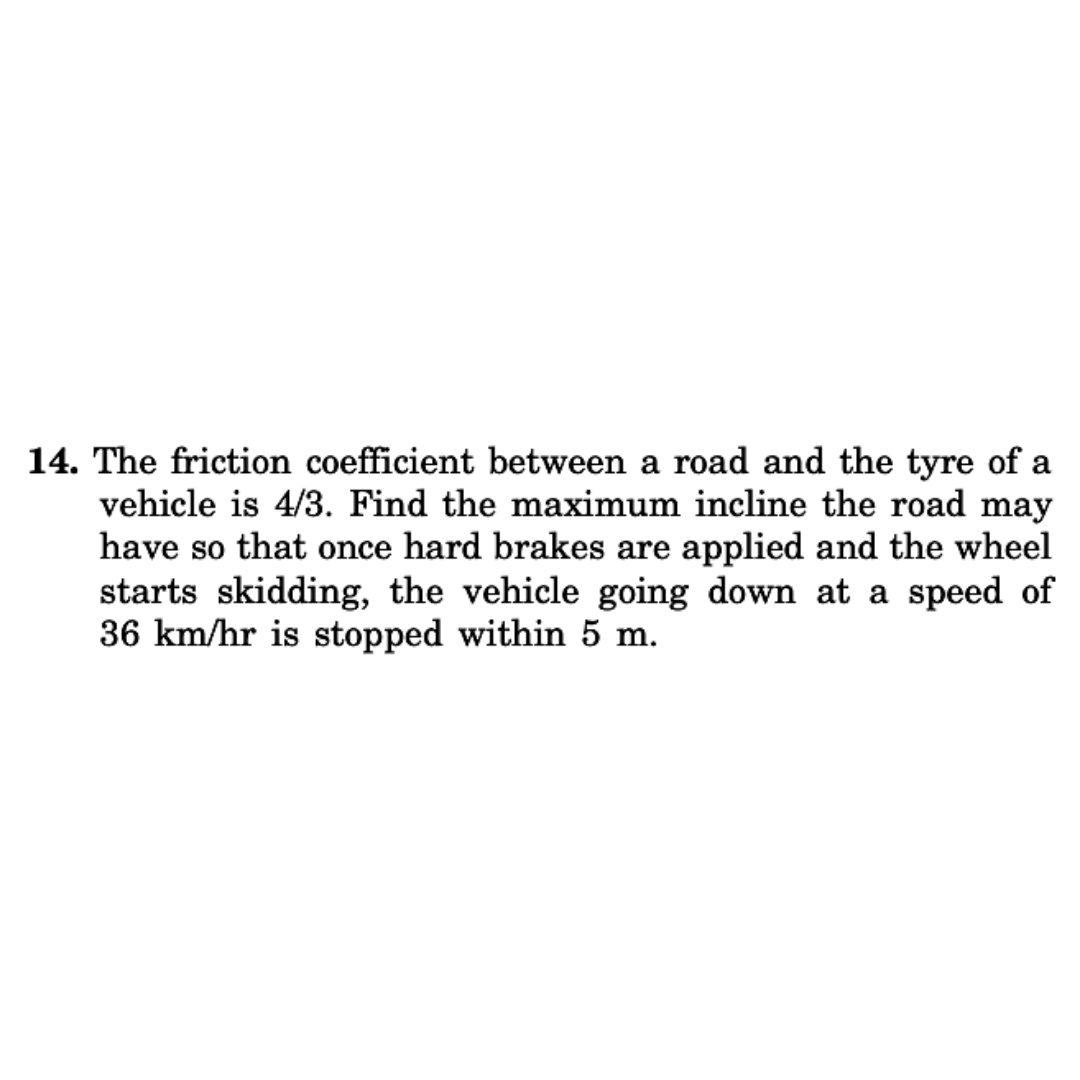 14. The friction coefficient between a road and the tyre of a
vehicle is 4/3. Find the maximum incline the road may
have so that once hard brakes are applied and the wheel
starts skidding, the vehicle going down at a speed of
36 km/hr is stopped within 5 m.